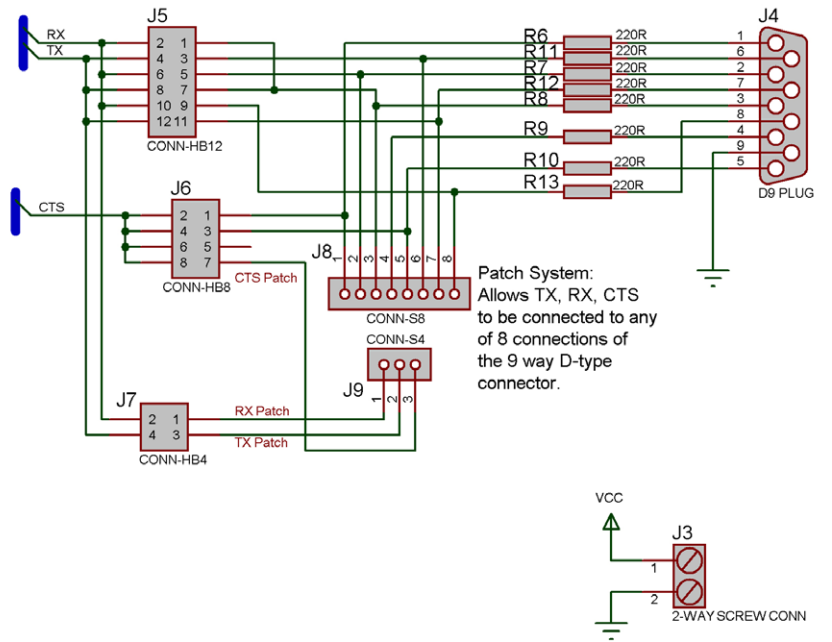 J5
J4
RX
TX
2 1
4 3
6 5
8 7
10 9
12 11
CONN-HB12
R6 220R 1
R11 220R 6
R7 220R 2
R12 220R 7
R8 220R 3
8
R9 220R 4
9
R10 220R 5
R13 220R
D9 PLUG
J6
CTS
2 1
4 3
6 5
8 7
CTS Patch
CONN-HB8
J8
1 2 3 4 5 6 7 8
CONN-S8
Patch System:
Allows TX, RX, CTS
to be connected to any
of 8 connections of
the 9 way D-type
connector.
CONN-S4
J9
1 2 3
J7
2 1
4 3
RX Patch
TX Patch
CONN-HB4
VCC
J3
1
2
2-WAY SCREW CONN